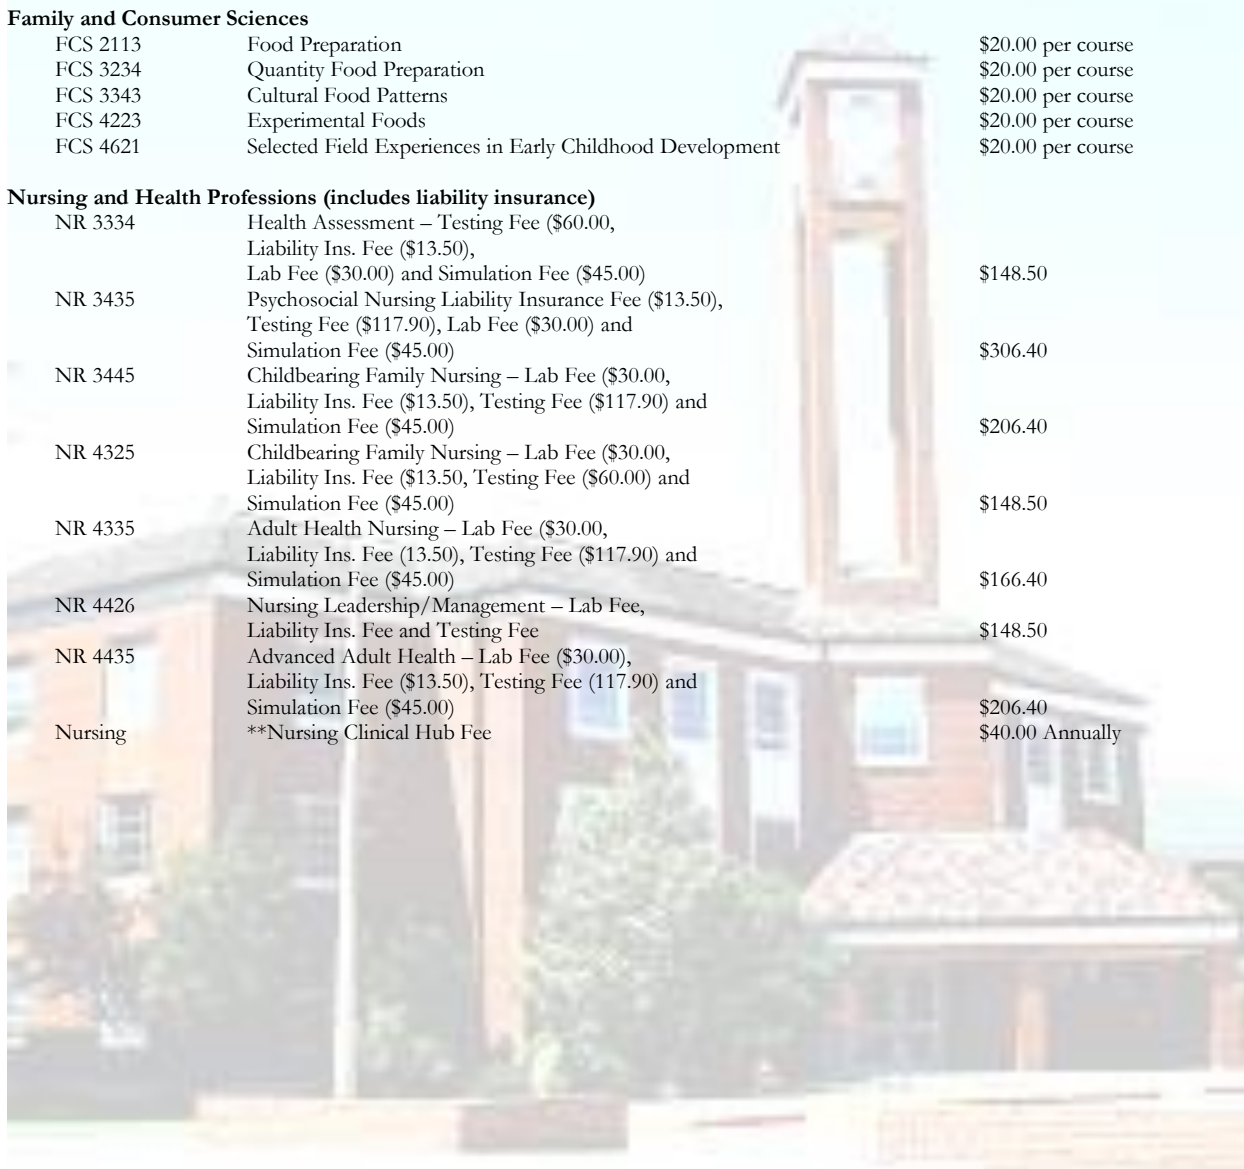 Family and Consumer Sciences
FCS 2113 Food Preparation $20.00 per course
FCS 3234 Quantity Food Preparation $20.00 per course
FCS 3343 Cultural Food Patterns $20.00 per course
FCS 4223 Experimental Foods $20.00 per course
FCS 4621 Selected Field Experiences in Early Childhood Development $20.00 per course
Nursing and Health Professions (includes liability insurance)
NR 3334 Health Assessment – Testing Fee ($60.00,
Liability Ins. Fee ($13.50),
Lab Fee ($30.00) and Simulation Fee ($45.00) $148.50
NR 3435 Psychosocial Nursing Liability Insurance Fee ($13.50),
Testing Fee ($117.90), Lab Fee ($30.00) and
Simulation Fee ($45.00) $306.40
NR 3445 Childbearing Family Nursing – Lab Fee ($30.00,
Liability Ins. Fee ($13.50), Testing Fee ($117.90) and
Simulation Fee ($45.00) $206.40
NR 4325 Childbearing Family Nursing – Lab Fee ($30.00,
Liability Ins. Fee ($13.50, Testing Fee ($60.00) and
Simulation Fee ($45.00) $148.50
NR 4335 Adult Health Nursing – Lab Fee ($30.00,
Liability Ins. Fee (13.50), Testing Fee ($117.90) and
Simulation Fee ($45.00) $166.40
NR 4426 Nursing Leadership/Management – Lab Fee,
Liability Ins. Fee and Testing Fee $148.50
NR 4435 Advanced Adult Health – Lab Fee ($30.00),
Liability Ins. Fee ($13.50), Testing Fee (117.90) and
Simulation Fee ($45.00) $206.40
Nursing **Nursing Clinical Hub Fee $40.00 Annually